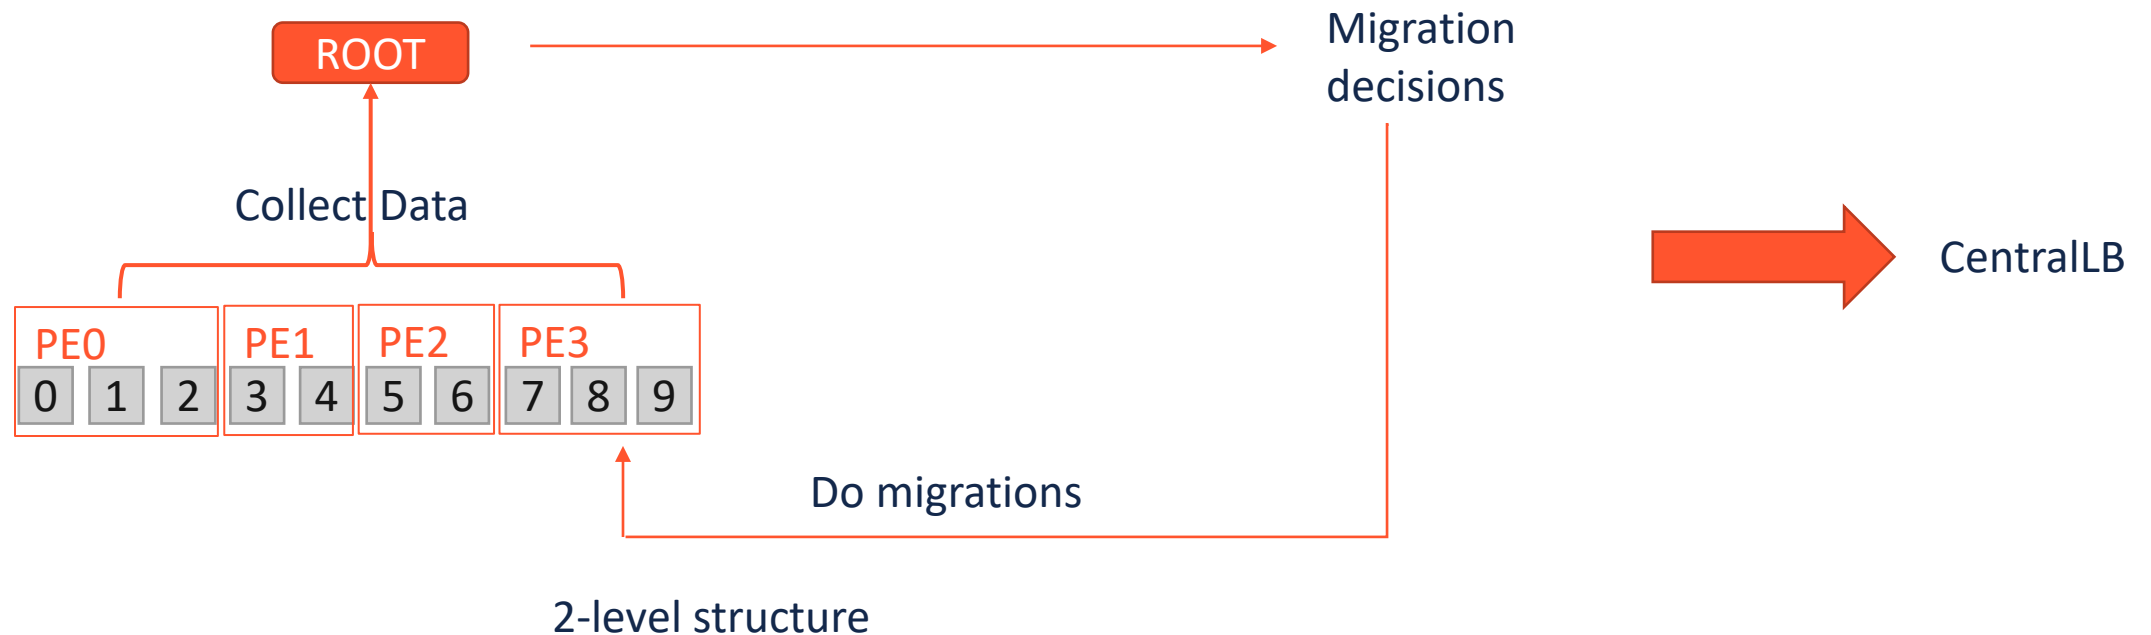 ROOT
Migration
decisions
Collect Data
CentralLB
PE0 PE1 PE2 PE3
0 1 2 3 4 5 6 7 8 9
Do migrations
2-level structure